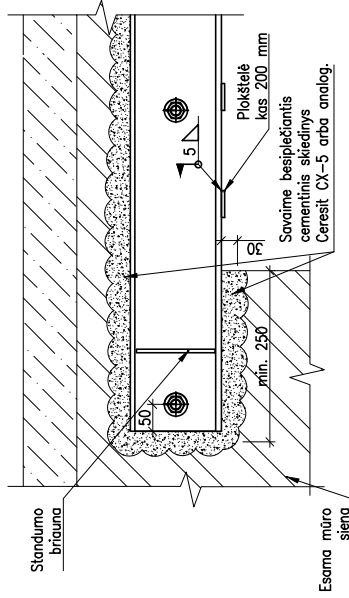 Standumo
briauna
Esama mūro
siena
50
min. 250
30
5
Plokštelė
kas 200 mm
Savaime besiplečiantis
cementinis skiedinys
Ceresit CX-5 arba analog.